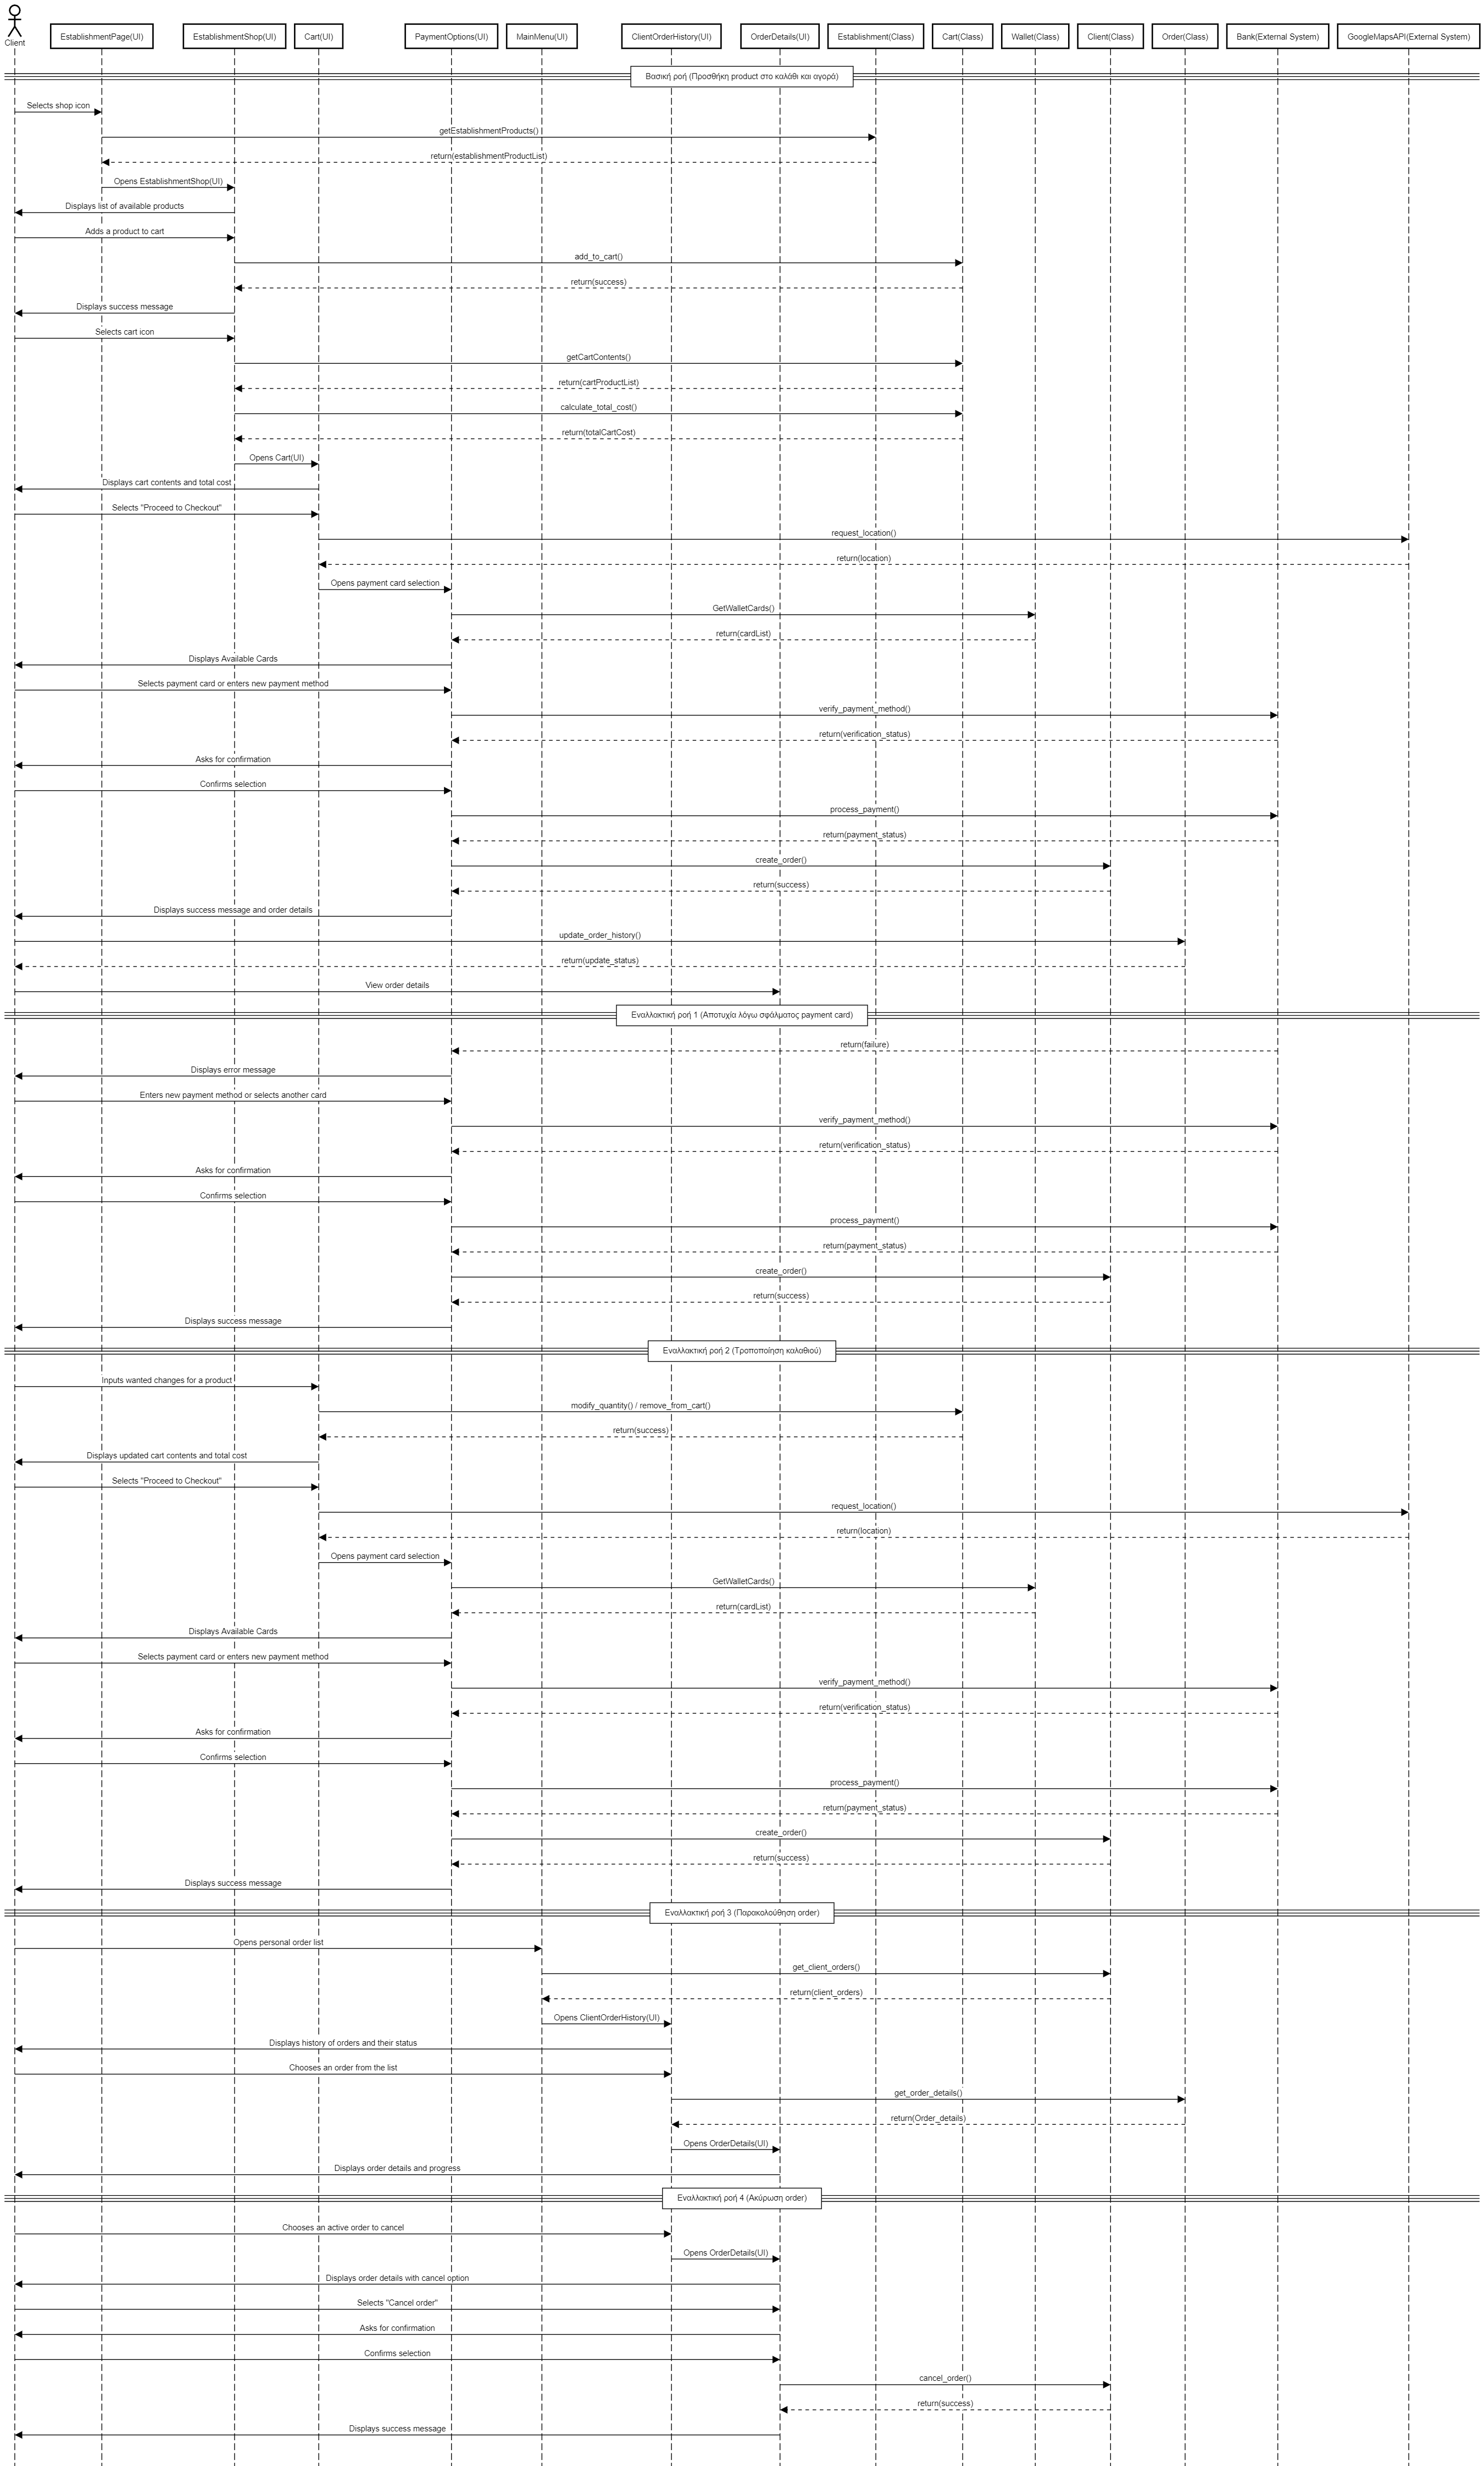 Client
EstablishmentPage(UI)
EstablishmentShop(UI)
Cart(UI)
PaymentOptions(UI)
MainMenu(UI)
ClientOrderHistory(UI)
OrderDetails(UI)
Establishment(Class)
Cart(Class)
Wallet(Class)
Client(Class)
Order(Class)
Bank(External System)
GoogleMapsAPI(External System)
Βασική ροή (Προσθήκη product στο καλάθι και αγορά)
Selects shop icon
getEstablishmentProducts()
return(establishmentProductList)
Opens EstablishmentShop(UI)
Displays list of available products
Adds a product to cart
add_to_cart()
return(success)
Displays success message
Selects cart icon
getCartContents()
return(cartProductList)
calculate_total_cost()
return(totalCartCost)
Opens Cart(UI)
Displays cart contents and total cost
Selects "Proceed to Checkout"
request_location()
return(location)
Opens payment card selection
GetWalletCards()
return(cardList)
Displays Available Cards
Selects payment card or enters new payment method
verify_payment_method()
return(verification_status)
Asks for confirmation
Confirms selection
process_payment()
return(payment_status)
create_order()
return(success)
Displays success message and order details
update_order_history()
return(update_status)
View order details
Εναλλακτική ροή 1 (Αποτυχία λόγω σφάλματος payment card)
return(failure)
Displays error message
Enters new payment method or selects another card
verify_payment_method()
return(verification_status)
Asks for confirmation
Confirms selection
process_payment()
return(payment_status)
create_order()
return(success)
Displays success message
Εναλλακτική ροή 2 (Τροποποίηση καλαθιού)
Inputs wanted changes for a product
modify_quantity() / remove_from_cart()
return(success)
Displays updated cart contents and total cost
Selects "Proceed to Checkout"
request_location()
return(location)
Opens payment card selection
GetWalletCards()
return(cardList)
Displays Available Cards
Selects payment card or enters new payment method
verify_payment_method()
return(verification_status)
Asks for confirmation
Confirms selection
process_payment()
return(payment_status)
create_order()
return(success)
Displays success message
Εναλλακτική ροή 3 (Παρακολούθηση order)
Opens personal order list
get_client_orders()
return(client_orders)
Opens ClientOrderHistory(UI)
Displays history of orders and their status
Chooses an order from the list
get_order_details()
return(Order_details)
Opens OrderDetails(UI)
Displays order details and progress
Εναλλακτική ροή 4 (Ακύρωση order)
Chooses an active order to cancel
Opens OrderDetails(UI)
Displays order details with cancel option
Selects "Cancel order"
Asks for confirmation
Confirms selection
cancel_order()
return(success)
Displays success message